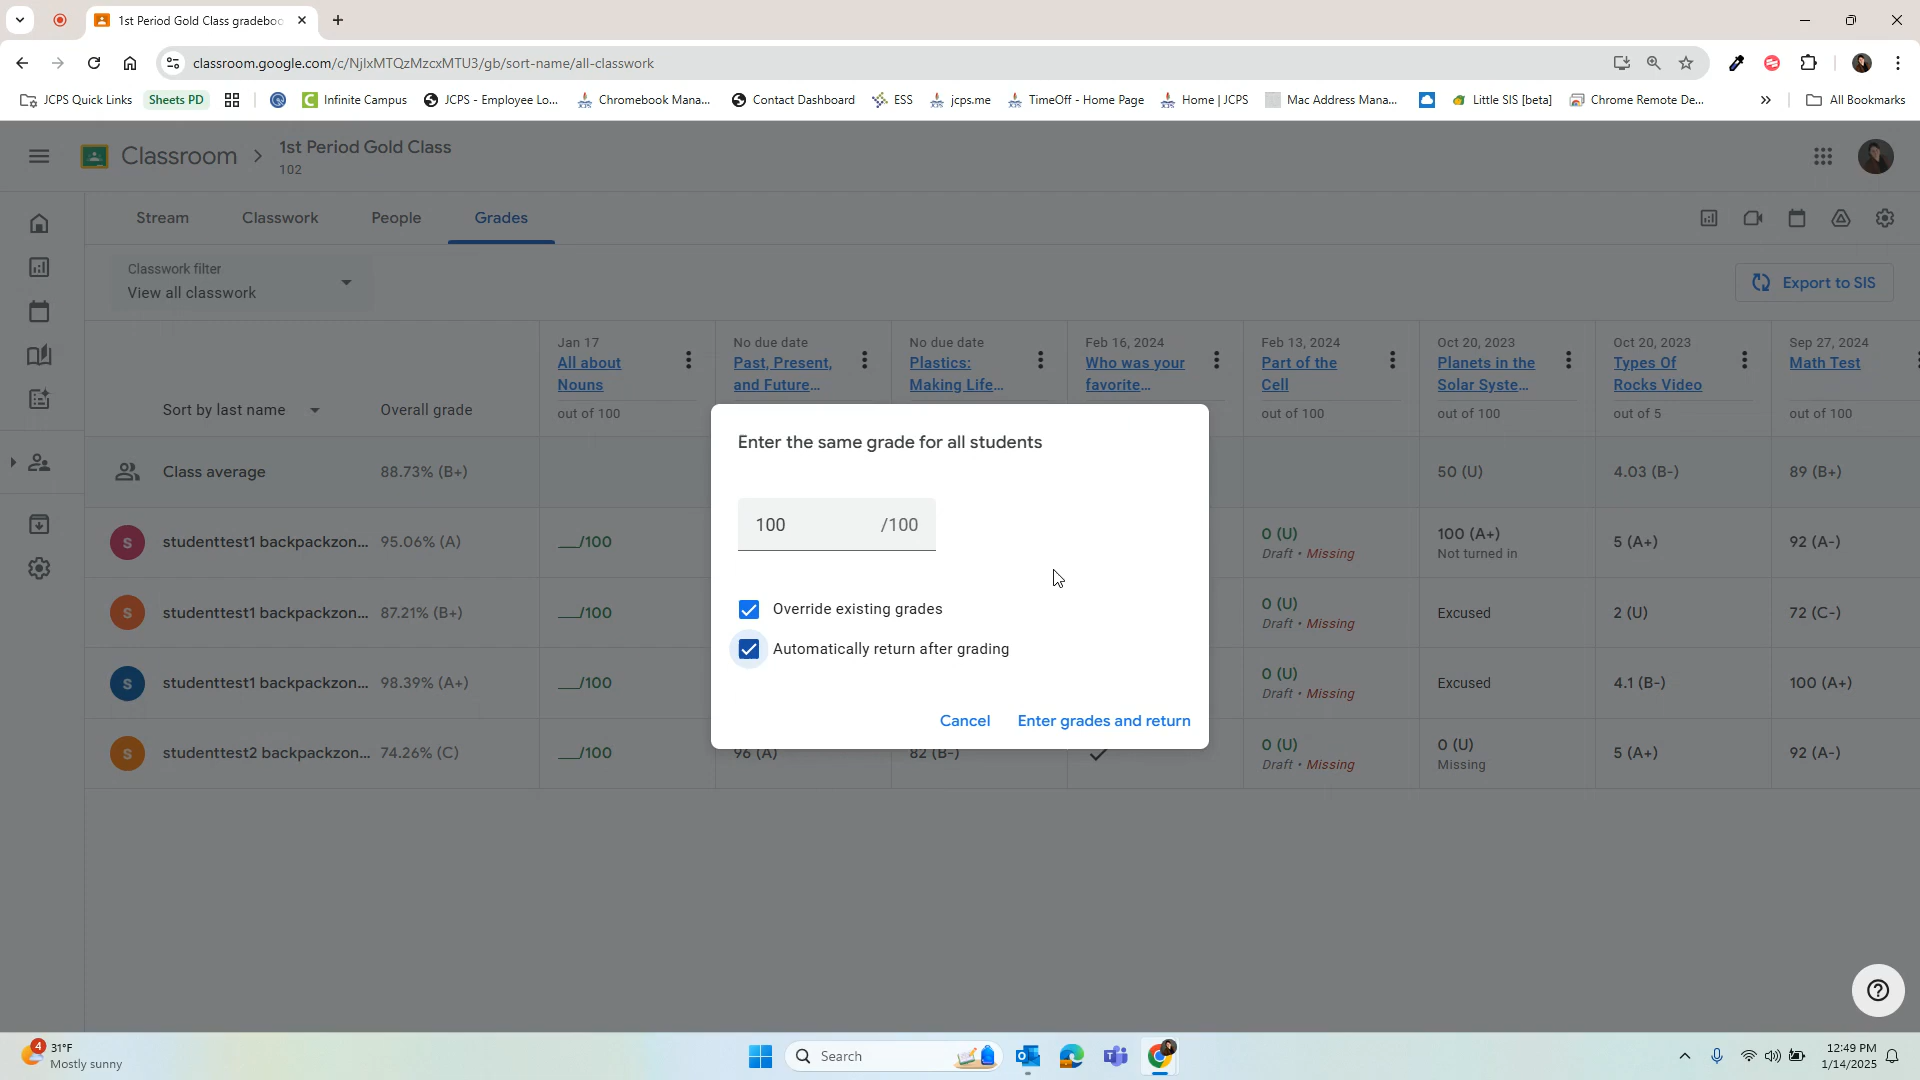 1st Period Gold Class gradeboo
classroom.google.com/c/NjIxMTQzMzcxMTU3/gb/sort-name/all-classwork
JCPS Quick Links
Sheets PD
Infinite Campus
JCPS - Employee Lo...
Chromebook Mana...
Contact Dashboard
ESS
jcps.me
TimeOff - Home Page
Home | JCPS
Mac Address Mana...
Little SIS [beta]
Chrome Remote De...
All Bookmarks
Classroom
1st Period Gold Class
102
Stream
Classwork
People
Grades
Classwork filter
View all classwork
Export to SIS
Sort by last name
Overall grade
Jan 17
All about
Nouns
out of 100
No due date
Past, Present,
and Future...
No due date
Plastics:
Making Life...
Feb 16, 2024
Who was your
favorite...
Feb 13, 2024
Part of the
Cell
out of 100
Oct 20, 2023
Planets in the
Solar Syste...
out of 100
Oct 20, 2023
Types Of
Rocks Video
out of 5
Sep 27, 2024
Math Test
out of 100
Class average
88.73% (B+)
50 (U)
4.03 (B-)
89 (B+)
S
studenttest1 backpackzon...
95.06% (A)
__/100
0 (U)
Draft • Missing
100 (A+)
Not turned in
5 (A+)
92 (A-)
S
studenttest1 backpackzon...
87.21% (B+)
__/100
0 (U)
Draft • Missing
Excused
2 (U)
72 (C-)
S
studenttest1 backpackzon...
98.39% (A+)
__/100
0 (U)
Draft • Missing
Excused
4.1 (B-)
100 (A+)
S
studenttest2 backpackzon...
74.26% (C)
__/100
96 (A)
82 (B-)
0 (U)
Draft • Missing
0 (U)
Missing
5 (A+)
92 (A-)
Enter the same grade for all students
100
/100
Override existing grades
Automatically return after grading
Cancel
Enter grades and return
4
31°F
Mostly sunny
Search
12:49 PM
1/14/2025